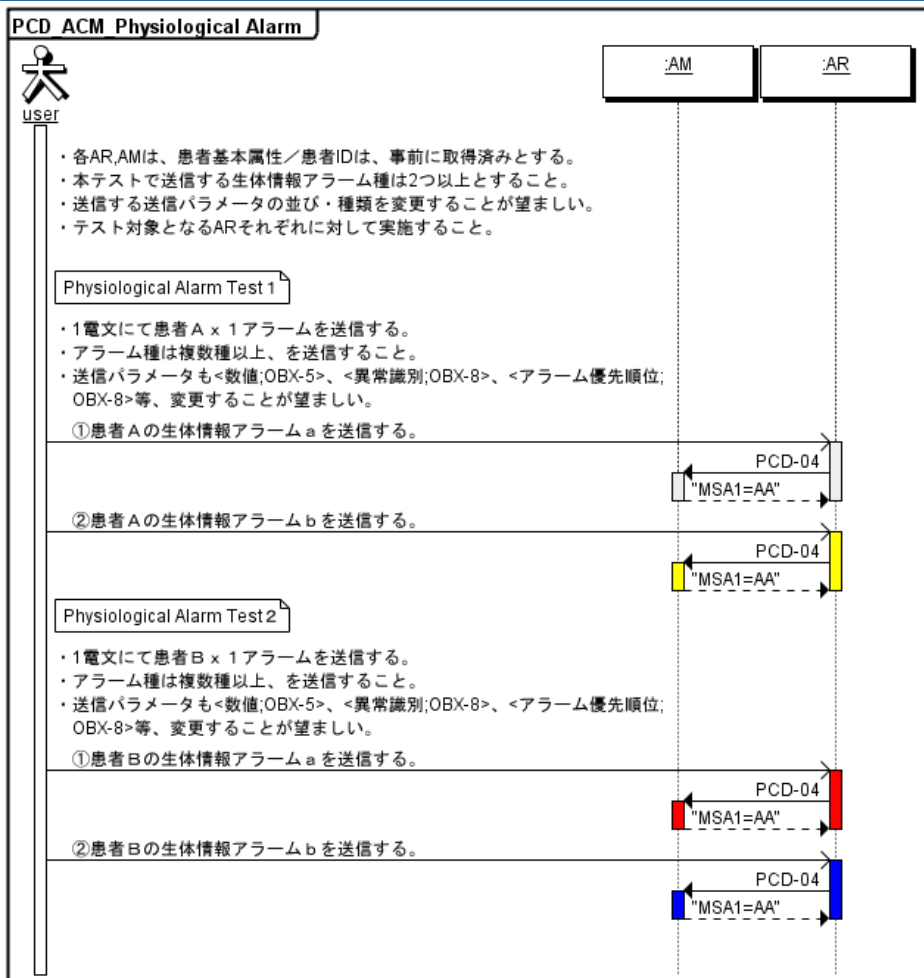 PCD_ACM_Physiological Alarm
:AM
:AR
user
・各AR,AMは、患者基本属性／患者IDは、事前に取得済みとする。
・本テストで送信する生体情報アラーム種は2つ以上とすること。
・送信する送信パラメータの並び・種類を変更することが望ましい。
・テスト対象となるARそれぞれに対して実施すること。
Physiological Alarm Test１
・1電文にて患者Ａ×１アラームを送信する。
・アラーム種は複数種以上、を送信すること。
・送信パラメータも<数値;OBX-5>、<異常識別;OBX-8>、<アラーム優先順位;
OBX-8>等、変更することが望ましい。
①患者Ａの生体情報アラームａを送信する。
PCD-04
"MSA1=AA"
②患者Ａの生体情報アラームｂを送信する。
PCD-04
"MSA1=AA"
Physiological Alarm Test２
・1電文にて患者Ｂ×１アラームを送信する。
・アラーム種は複数種以上、を送信すること。
・送信パラメータも<数値;OBX-5>、<異常識別;OBX-8>、<アラーム優先順位;
OBX-8>等、変更することが望ましい。
①患者Ｂの生体情報アラームａを送信する。
PCD-04
"MSA1=AA"
②患者Ｂの生体情報アラームｂを送信する。
PCD-04
"MSA1=AA"